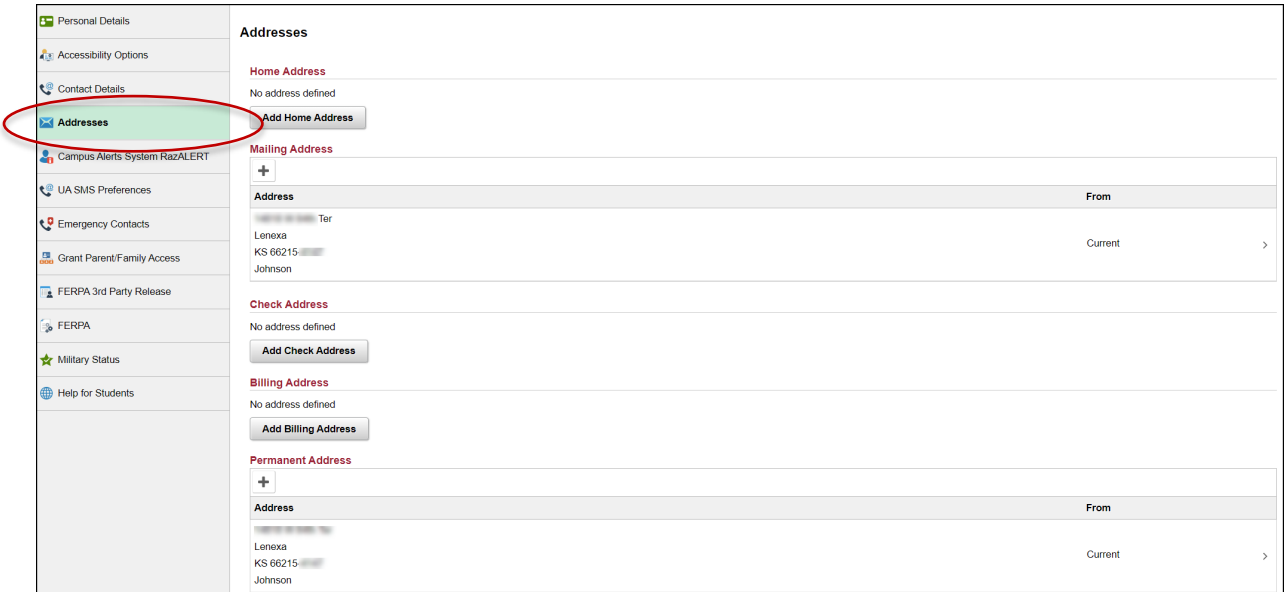 Personal Details
Accessibility Options
Contact Details
Addresses
Campus Alerts System RazALERT
UA SMS Preferences
Emergency Contacts
Grant Parent/Family Access
FERPA 3rd Party Release
FERPA
Military Status
Help for Students
Addresses
Home Address
No address defined
Add Home Address
Mailing Address
+
Address From
Ter
Lenexa
KS 66215-
Johnson
Current
Check Address
No address defined
Add Check Address
Billing Address
No address defined
Add Billing Address
Permanent Address
+
Address From
Lenexa
KS 66215-
Johnson
Current